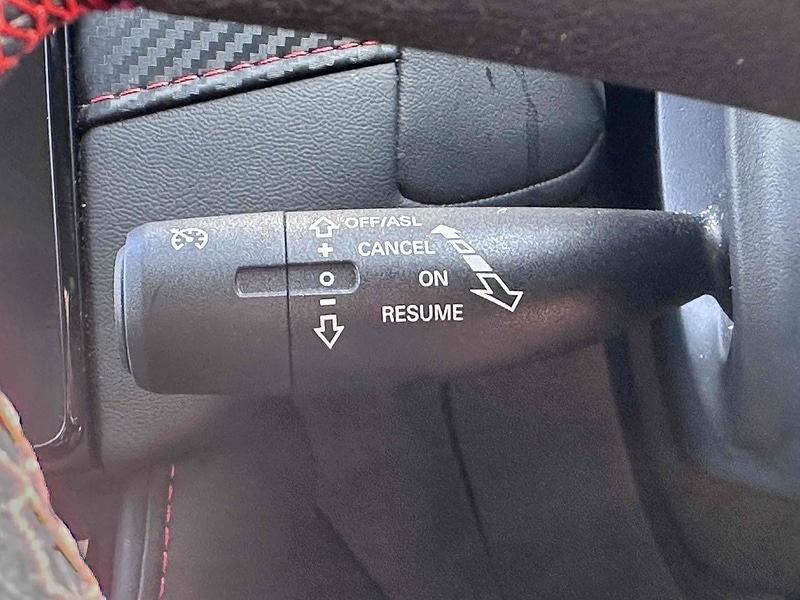 OFF/ASL
+ CANCEL
O ON
- RESUME